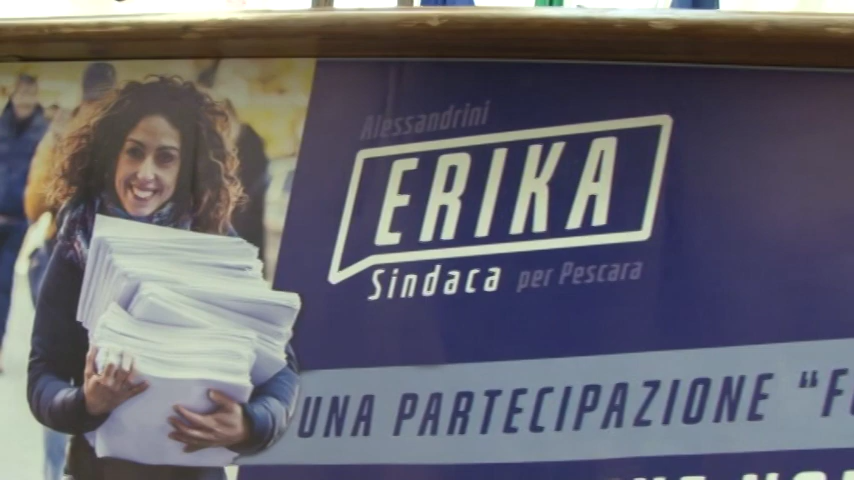 Alessandrini
ERIKA
Sindaca per Pescara
UNA PARTECIPAZIONE “F